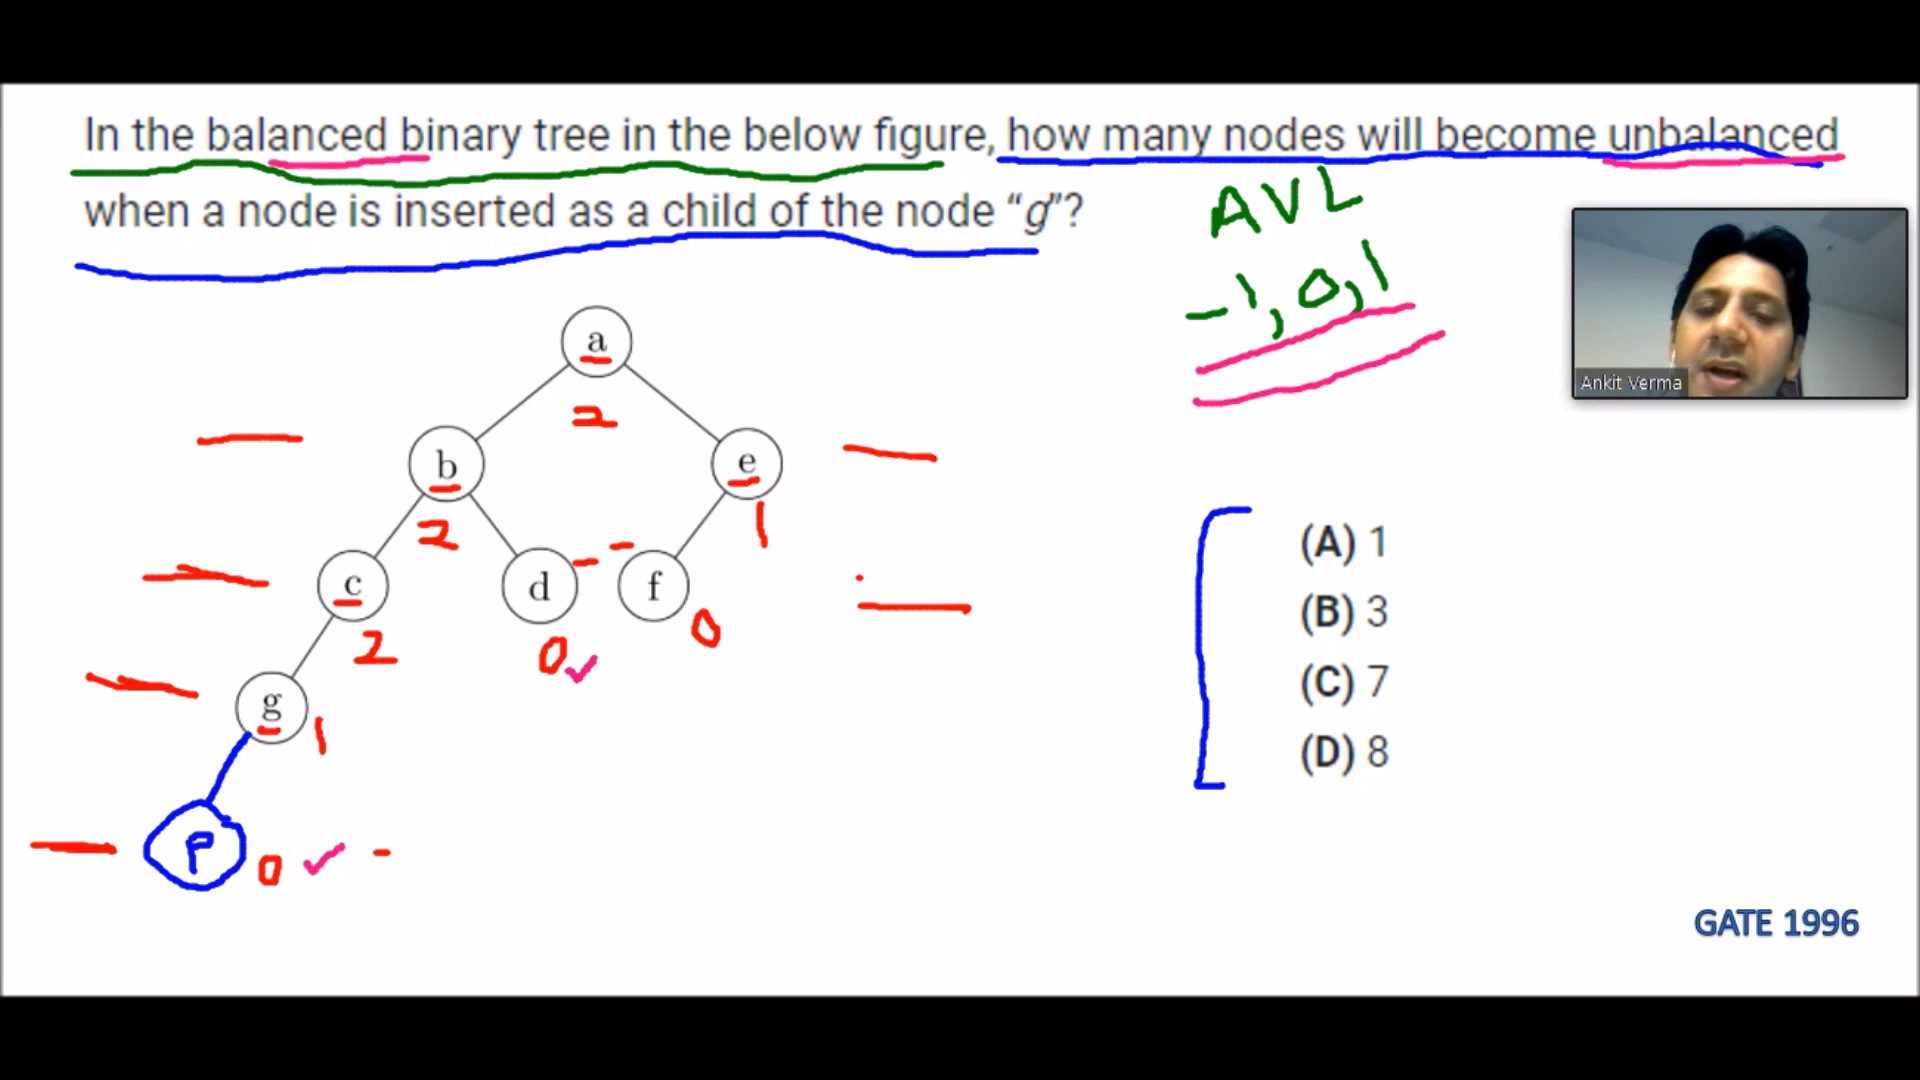 In the balanced binary tree in the below figure, how many nodes will become unbalanced
when a node is inserted as a child of the node “g”?
AVL
-1, 0, 1
Ankit Verma
a
2
b
e
2
1
c
d
f
2
0
0
g
1
P
0
(A) 1
(B) 3
(C) 7
(D) 8
GATE 1996